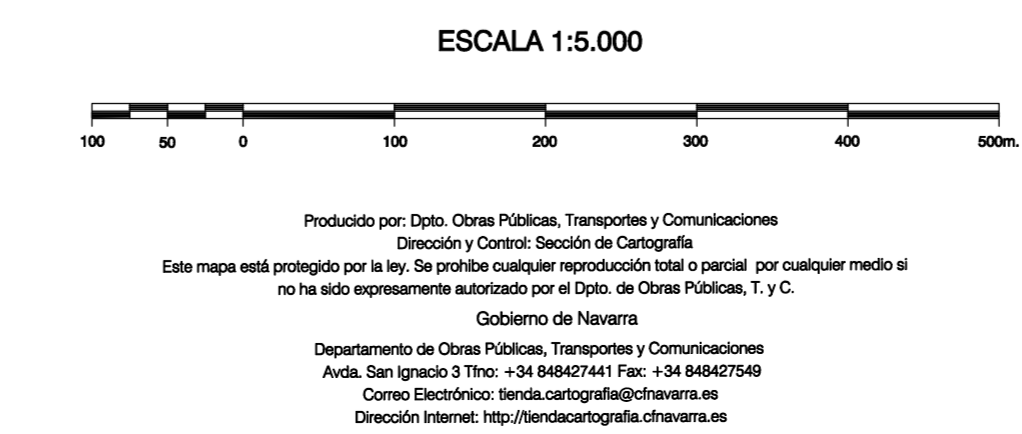 ESCALA 1:5.000
100 50 0 100 200 300 400 500m.
Producido por: Dpto. Obras Públicas, Transportes y Comunicaciones
Dirección y Control: Sección de Cartografía
Este mapa está protegido por la ley. Se prohibe cualquier reproducción total o parcial por cualquier medio si
no ha sido expresamente autorizado por el Dpto. de Obras Públicas, T. y C.
Gobierno de Navarra
Departamento de Obras Públicas, Transportes y Comunicaciones
Avda. San Ignacio 3 Tfno: +34 848427441 Fax: +34 848427549
Correo Electrónico: tienda.cartografia@cfnavarra.es
Dirección Internet: http://tiendacartografia.cfnavarra.es